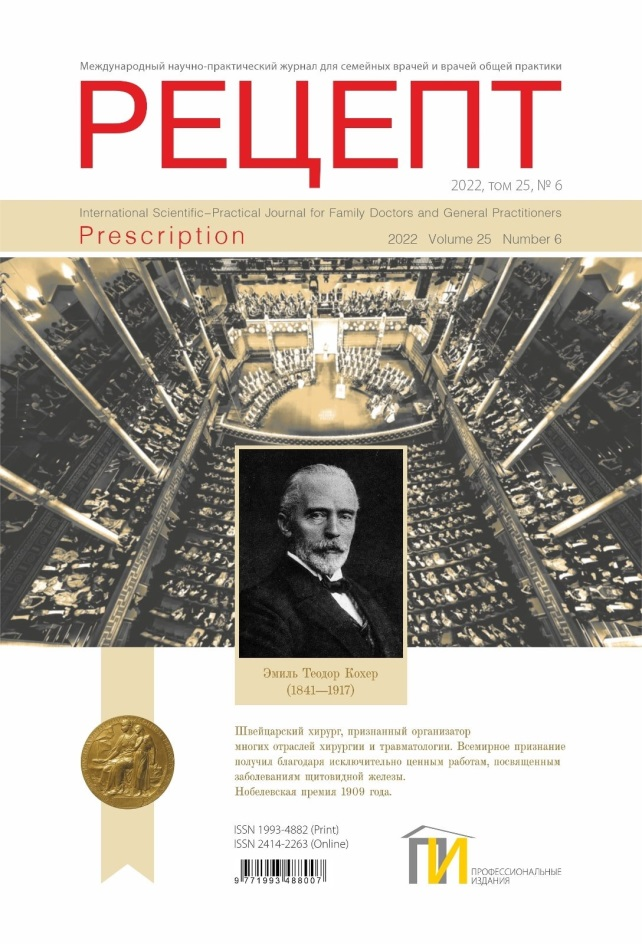 Международный научно-практический журнал для семейных врачей и врачей общей практики
РЕЦЕПТ
2022, том 25, № 6
International Scientific–Practical Journal for Family Doctors and General Practitioners
Prescription
2022 Volume 25 Number 6
Эмиль Теодор Кохер
(1841—1917)
Швейцарский хирург, признанный организатор
многих отраслей хирургии и травматологии. Всемирное признание
получил благодаря исключительно ценным работам, посвященным
заболеваниям щитовидной железы.
Нобелевская премия 1909 года.
ISSN 1993-4882 (Print)
ISSN 2414-2263 (Online)
9 771993 488007
ПИ
ПРОФЕССИОНАЛЬНЫЕ
ИЗДАНИЯ